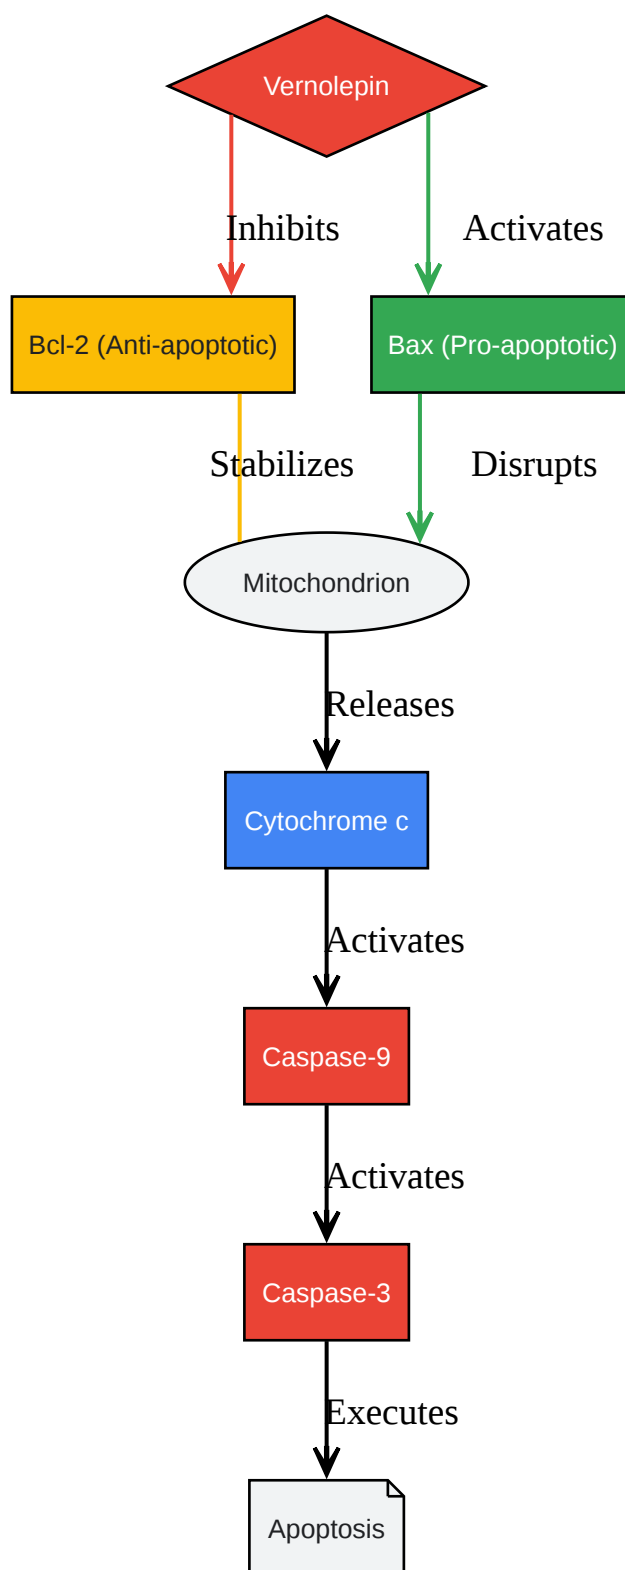 Vernolepin
Inhibits
Activates
Bcl-2 (Anti-apoptotic)
Bax (Pro-apoptotic)
Stabilizes
Disrupts
Mitochondrion
Releases
Cytochrome c
Activates
Caspase-9
Activates
Caspase-3
Executes
Apoptosis